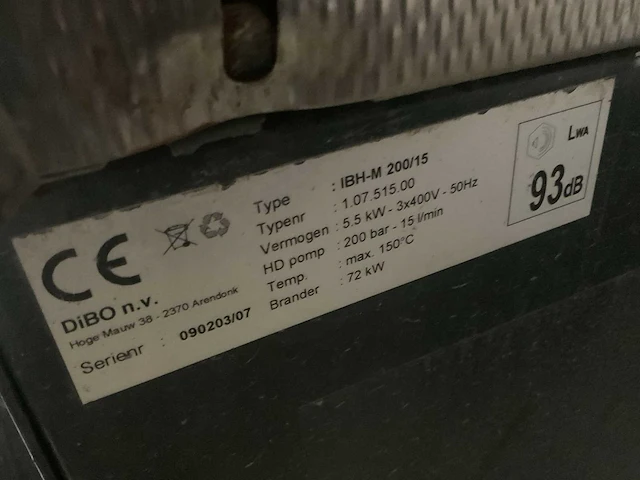 CE
DiBO n.v.
Hoge Mauw 38 - 2370 Arendonk
Serienr : 090203/07
Type : IBH-M 200/15
Typenr : 1.07.515.00
Vermogen : 5.5 kW - 3x400V - 50Hz
HD pomp : 200 bar - 15 l/min
Temp. : max. 150°C
Brander : 72 kW
LWA
93dB